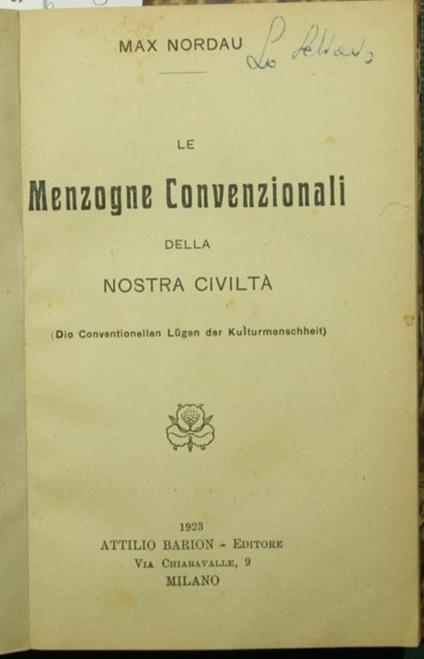 MAX NORDAU
LE
Menzogne Convenzionali
DELLA
NOSTRA CIVILTÀ
(Dio Conventionellen Lügen der Kulturmenschheit)
1923
ATTILIO BARION - EDITORE
VIA CHIARAVALLE, 9
MILANO